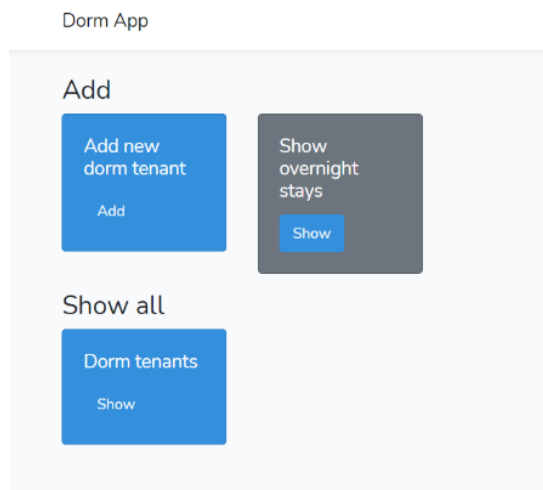 Dorm App
Add
Add new
dorm tenant
Add
Show
overnight
stays
Show
Show all
Dorm tenants
Show